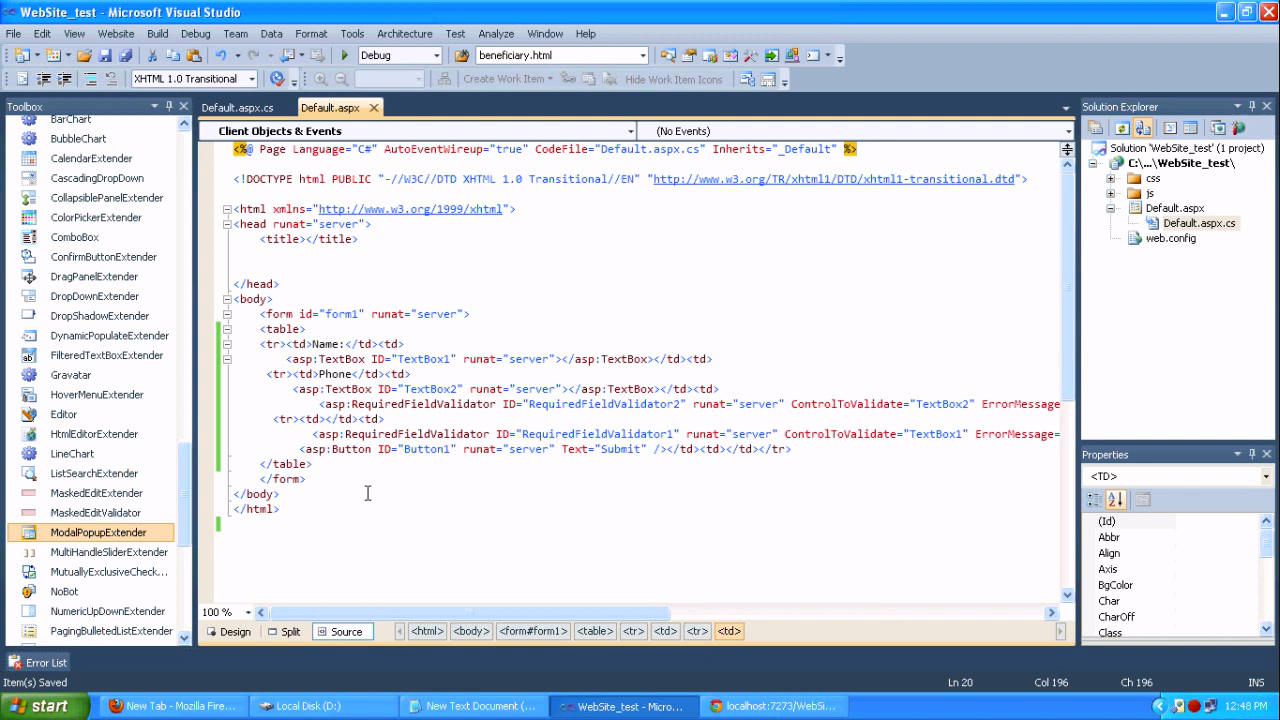 WebSite_test - Microsoft Visual Studio
File Edit View Website Build Debug Team Data Format Tools Architecture Test Analyze Window Help
Debug beneficiary.html
XHTML 1.0 Transitional Create Work Item Hide Work Item Icons
Toolbox
BarChart
BubbleChart
CalendarExtender
CascadingDropDown
CollapsiblePanelExtender
ColorPickerExtender
ComboBox
ConfirmButtonExtender
DragPanelExtender
DropDownExtender
DropShadowExtender
DynamicPopulateExtender
FilteredTextBoxExtender
Gravatar
HoverMenuExtender
Editor
HtmlEditorExtender
LineChart
ListSearchExtender
MaskedEditExtender
MaskedEditValidator
ModalPopupExtender
MultiHandleSliderExtender
MutuallyExclusiveCheck...
NoBot
NumericUpDownExtender
PagingBulletedListExtender
Default.aspx.cs Default.aspx
Client Objects & Events (No Events)
<%@ Page Language="C#" AutoEventWireup="true" CodeFile="Default.aspx.cs" Inherits="_Default" %>
<!DOCTYPE html PUBLIC "-//W3C//DTD XHTML 1.0 Transitional//EN" "http://www.w3.org/TR/xhtml1/DTD/xhtml1-transitional.dtd">
<html xmlns="http://www.w3.org/1999/xhtml">
<head runat="server">
<title></title>
</head>
<body>
<form id="form1" runat="server">
<table>
<tr><td>Name:</td><td>
<asp:TextBox ID="TextBox1" runat="server"></asp:TextBox></td><td>
<tr><td>Phone</td><td>
<asp:TextBox ID="TextBox2" runat="server"></asp:TextBox></td><td>
<asp:RequiredFieldValidator ID="RequiredFieldValidator2" runat="server" ControlToValidate="TextBox2" ErrorMessage
<tr><td></td><td>
<asp:RequiredFieldValidator ID="RequiredFieldValidator1" runat="server" ControlToValidate="TextBox1" ErrorMessage=
<asp:Button ID="Button1" runat="server" Text="Submit" /></td><td></td></tr>
</table>
</form>
</body>
</html>
100 %
Design Split Source <html> <body> <form#form1> <table> <tr> <td> <tr> <td>
Solution Explorer
Solution 'WebSite_test' (1 project)
C:\...\WebSite_test\
css
js
Default.aspx
Default.aspx.cs
web.config
Properties
<TD>
(Id)
Abbr
Align
Axis
BgColor
Char
CharOff
Class
Error List
Item(s) Saved Ln 20 Col 196 Ch 196 INS
start New Tab - Mozilla Fire... Local Disk (D:) New Text Document (... WebSite_test - Micro... localhost:7273/WebSi... 12:48 PM